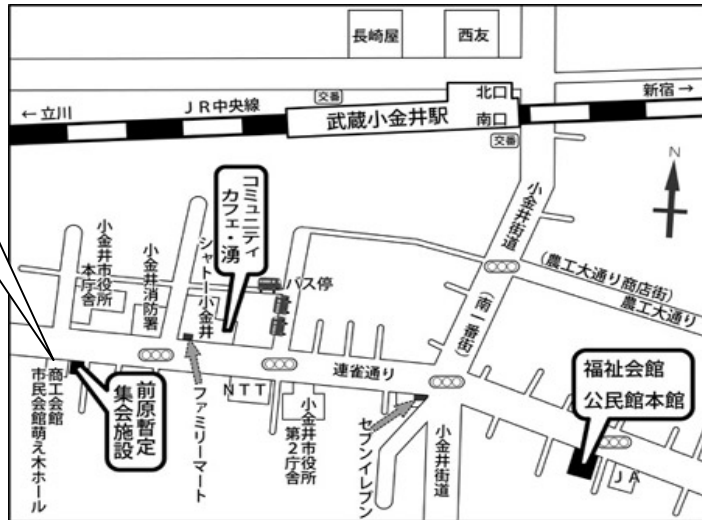 長崎屋
西友
交番
北口
新宿 →
← 立川
JR中央線
武蔵小金井駅
南口
交番
N
コミュニティ
カフェ・湧
小金井街道
(南一番街)
(農工大通り商店街)
農工大通り
小金井市役所
本庁舎
小金井消防署
シャトー小金井
バス停
連雀通り
福祉会館
公民館本館
商工会館
市民会館萌え木ホール
前原暫定
集会施設
ファミリーマート
NTT
小金井市役所
第2庁舎
セブンイレブン
小金井街道
JA